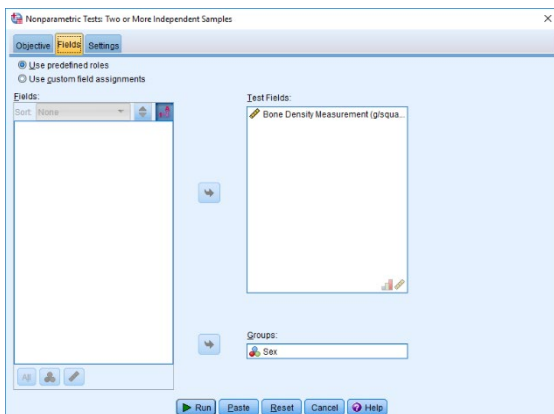 Nonparametric Tests: Two or More Independent Samples
Objective Fields Settings
Use predefined roles
Use custom field assignments
Fields:
Sort: None
Test Fields:
Bone Density Measurement (g/squa...
Groups:
Sex
Run Paste Reset Cancel Help